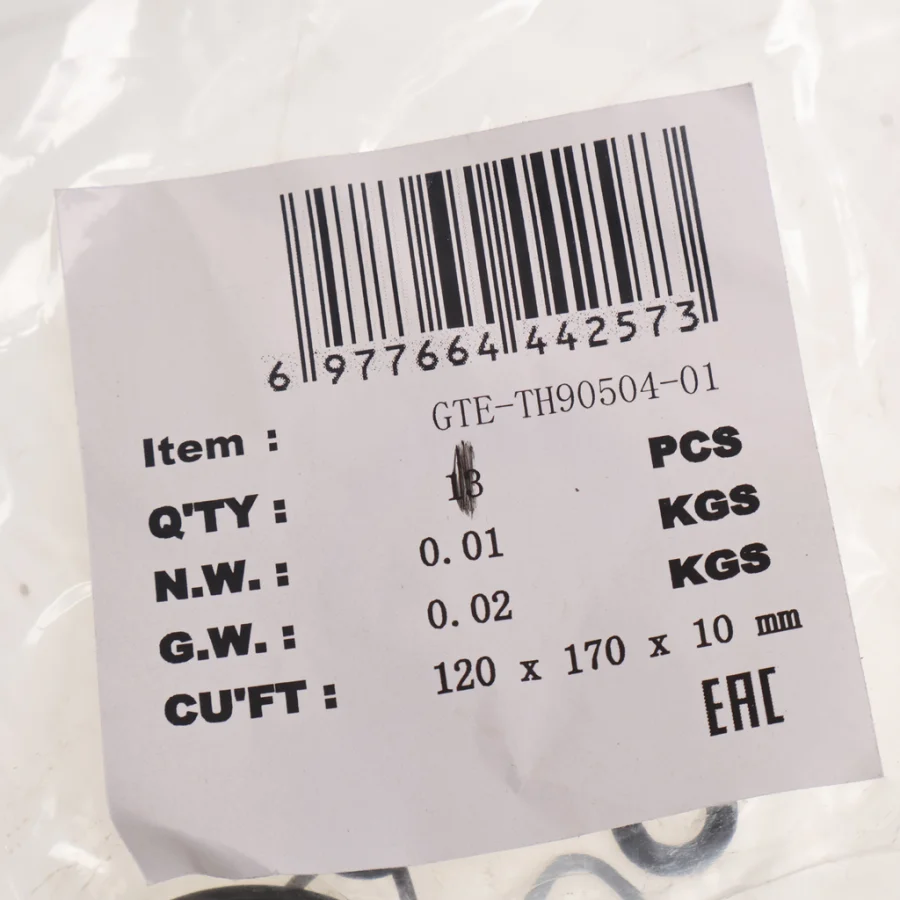 6 977664 442573
Item : GTE-TH90504-01
Q'TY : 13 PCS
N.W. : 0.01 KGS
G.W. : 0.02 KGS
CU'FT : 120 x 170 x 10 mm
EAC